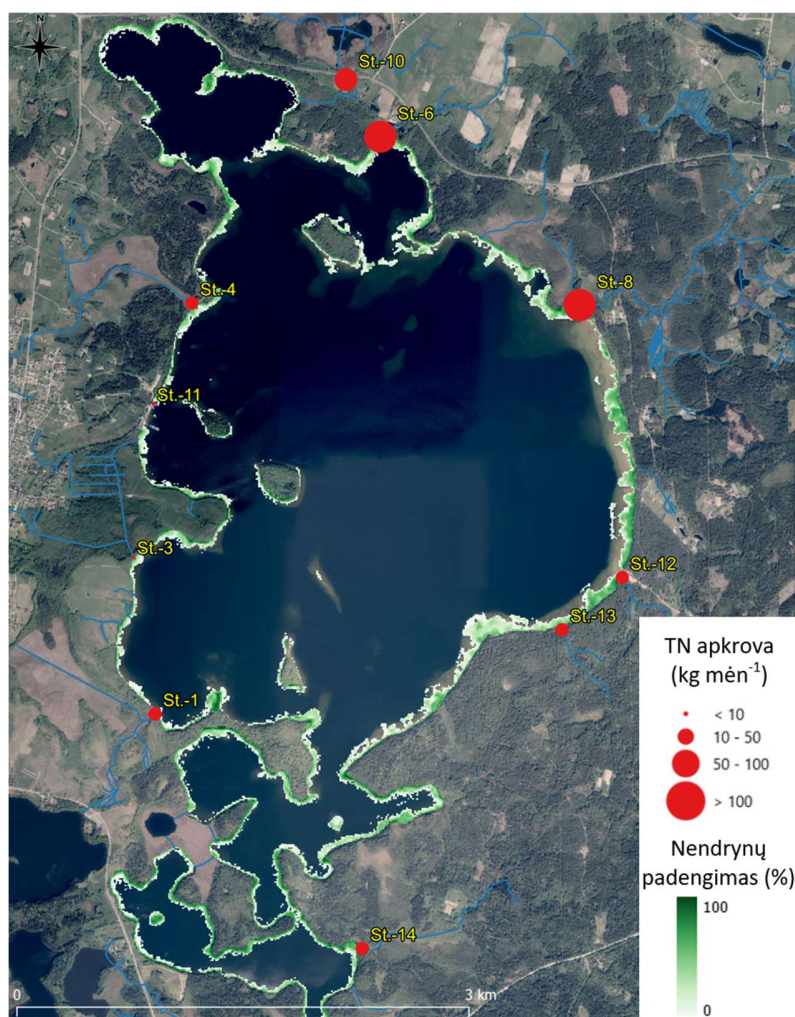 N
St.-10
St.-6
St.-4
St.-8
St.-11
St.-3
St.-12
St.-13
St.-1
St.-14
0
3 km
TN apkrova
(kg mėn⁻¹)
< 10
10 - 50
50 - 100
> 100
Nendrynų
padengimas (%)
100
0